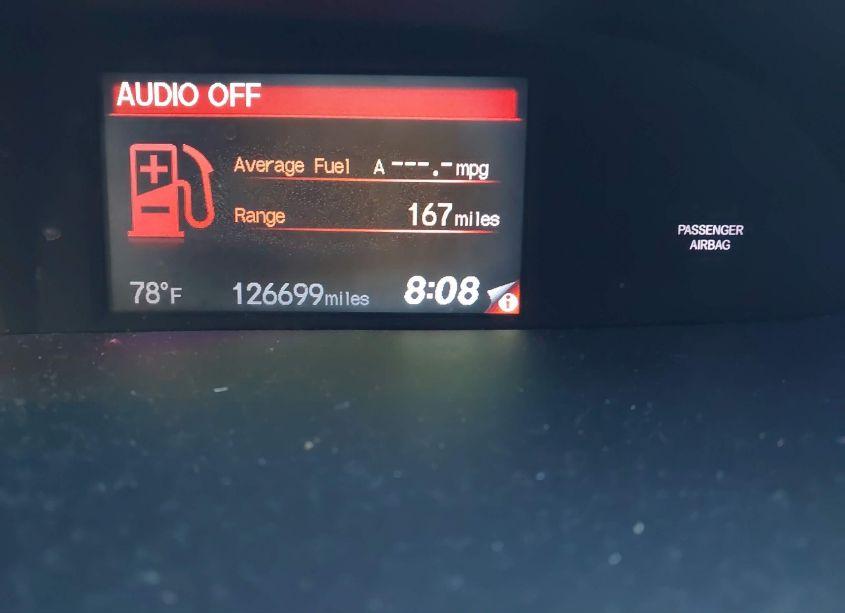 AUDIO OFF
Average Fuel A ---.- mpg
Range 167 miles
78°F 126699 miles 8:08 i
PASSENGER
AIRBAG